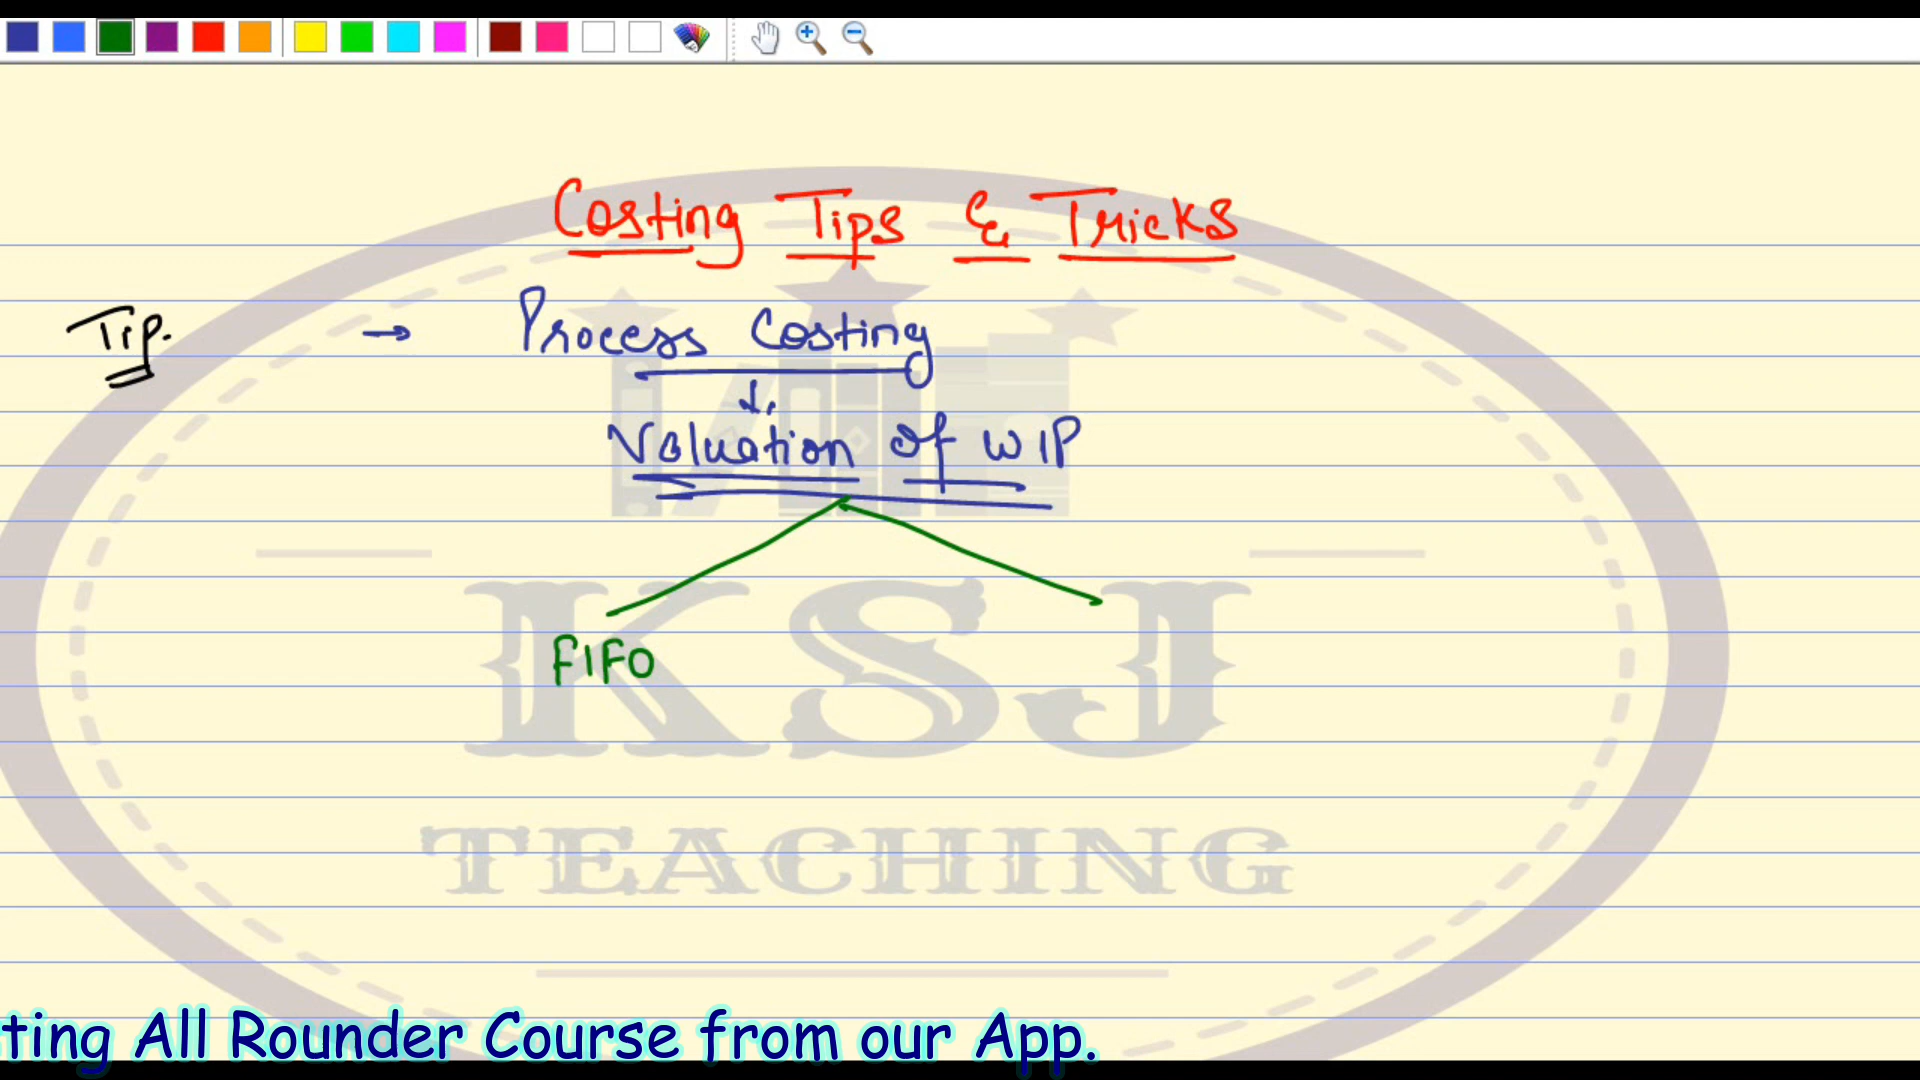 Costing Tips & Tricks
Tip. → Process Costing
Valuation of WIP
FIFO
KSJ
TEACHING
ting All Rounder Course from our App.